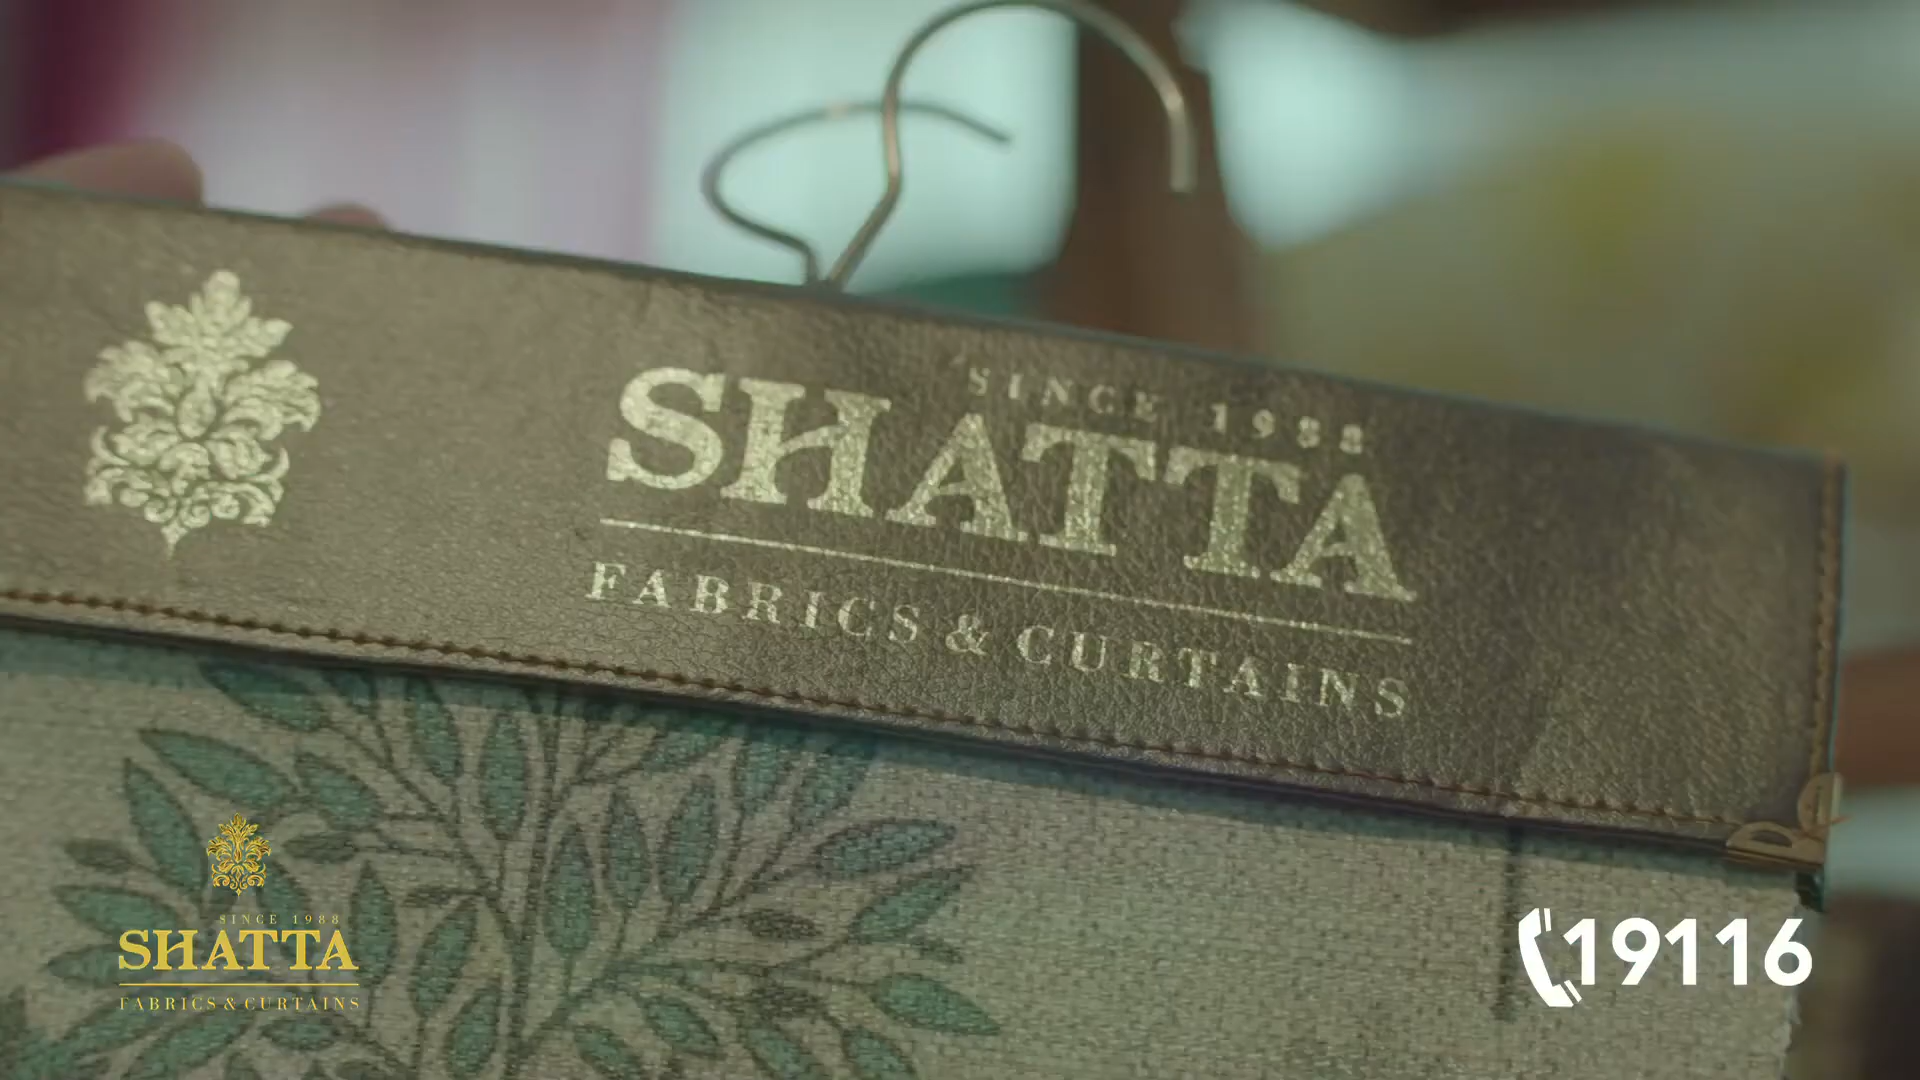 SINCE 1988
SHATTA
FABRICS & CURTAINS
SINCE 1988
SHATTA
FABRICS & CURTAINS
19116